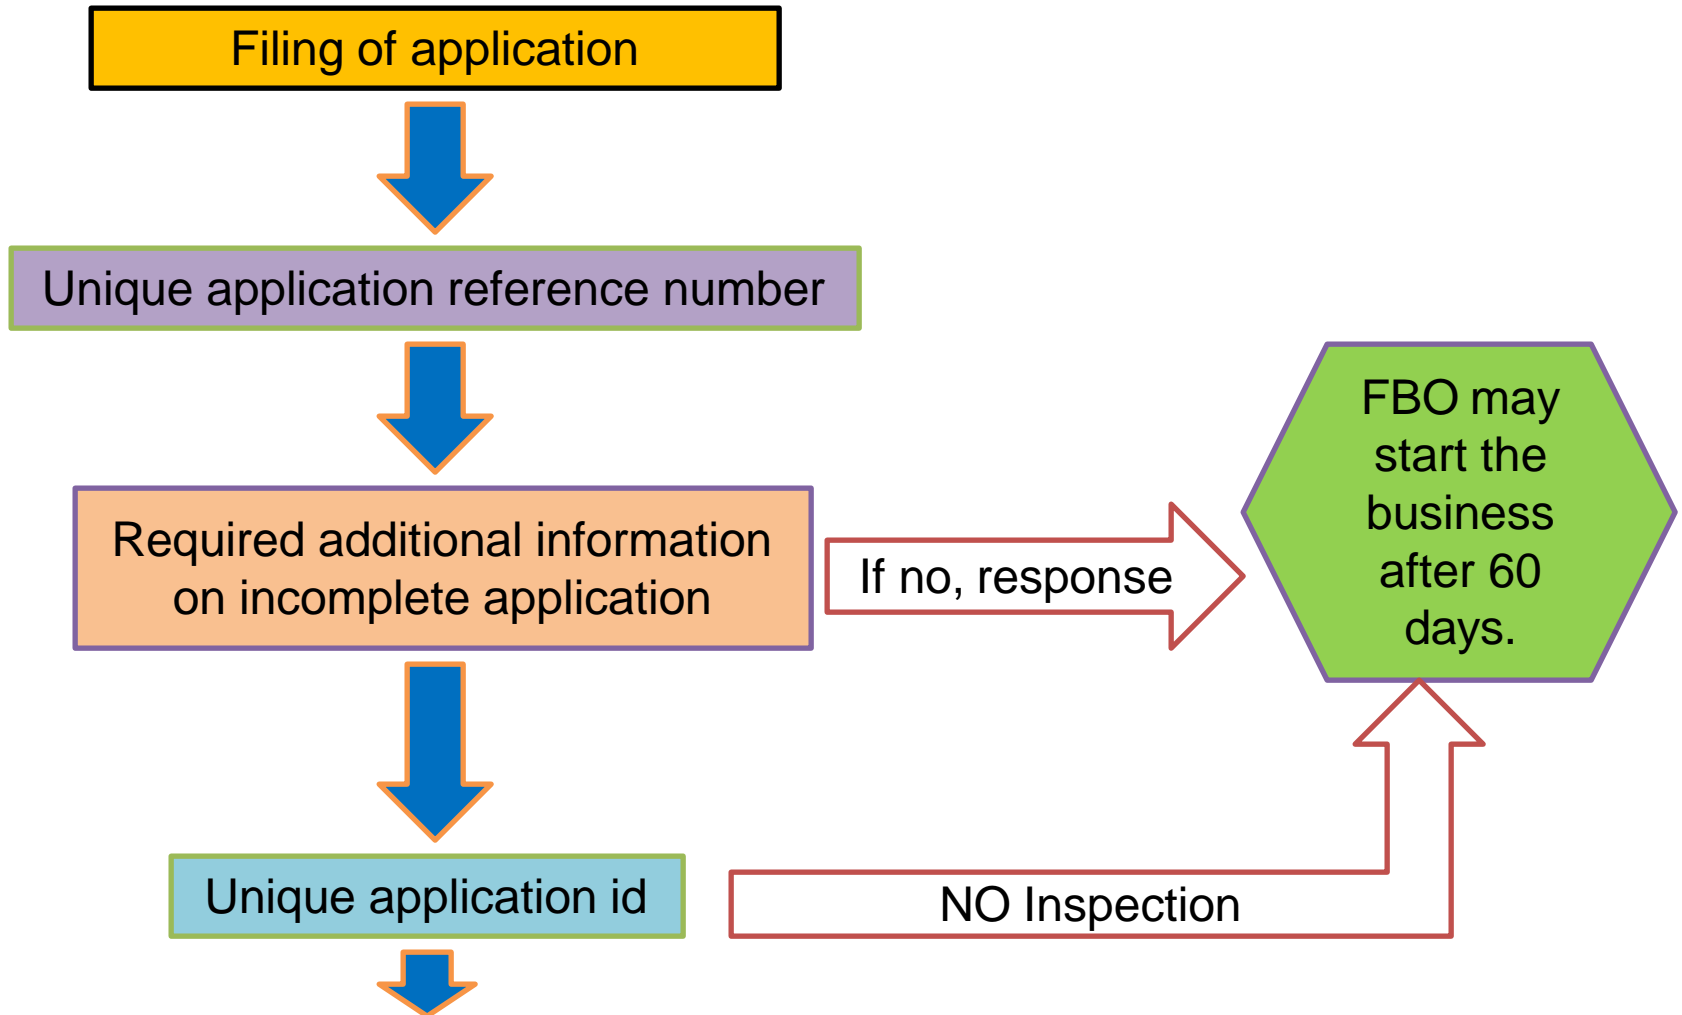 Filing of application
Unique application reference number
Required additional information
on incomplete application
If no, response
FBO may
start the
business
after 60
days.
Unique application id
NO Inspection